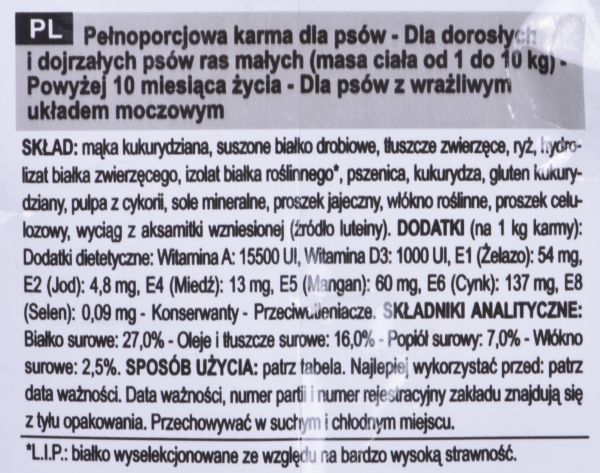 PL Pełnoporcjowa karma dla psów - Dla dorosłych
i dojrzałych psów ras małych (masa ciała od 1 do 10 kg) -
Powyżej 10 miesiąca życia - Dla psów z wrażliwym
układem moczowym
SKŁAD: mąka kukurydziana, suszone białko drobiowe, tłuszcze zwierzęce, ryż, hydro-
lizat białka zwierzęcego, izolat białka roślinnego*, pszenica, kukurydza, gluten kukury-
dziany, pulpa z cykorii, sole mineralne, proszek jajeczny, włókno roślinne, proszek celu-
lozowy, wyciąg z aksamitki wzniesionej (źródło luteiny). DODATKI (na 1 kg karmy):
Dodatki dietetyczne: Witamina A: 15500 UI, Witamina D3: 1000 UI, E1 (Żelazo): 54 mg,
E2 (Jod): 4,8 mg, E4 (Miedź): 13 mg, E5 (Mangan): 60 mg, E6 (Cynk): 137 mg, E8
(Selen): 0,09 mg - Konserwanty - Przeciwutleniacze. SKŁADNIKI ANALITYCZNE:
Białko surowe: 27,0% - Oleje i tłuszcze surowe: 16,0% - Popiół surowy: 7,0% - Włókno
surowe: 2,5%. SPOSÓB UŻYCIA: patrz tabela. Najlepiej wykorzystać przed: patrz
data ważności. Data ważności, numer partii i numer rejestracyjny zakładu znajdują się
z tyłu opakowania. Przechowywać w suchym i chłodnym miejscu.
*L.I.P.: białko wyselekcjonowane ze względu na bardzo wysoką strawność.